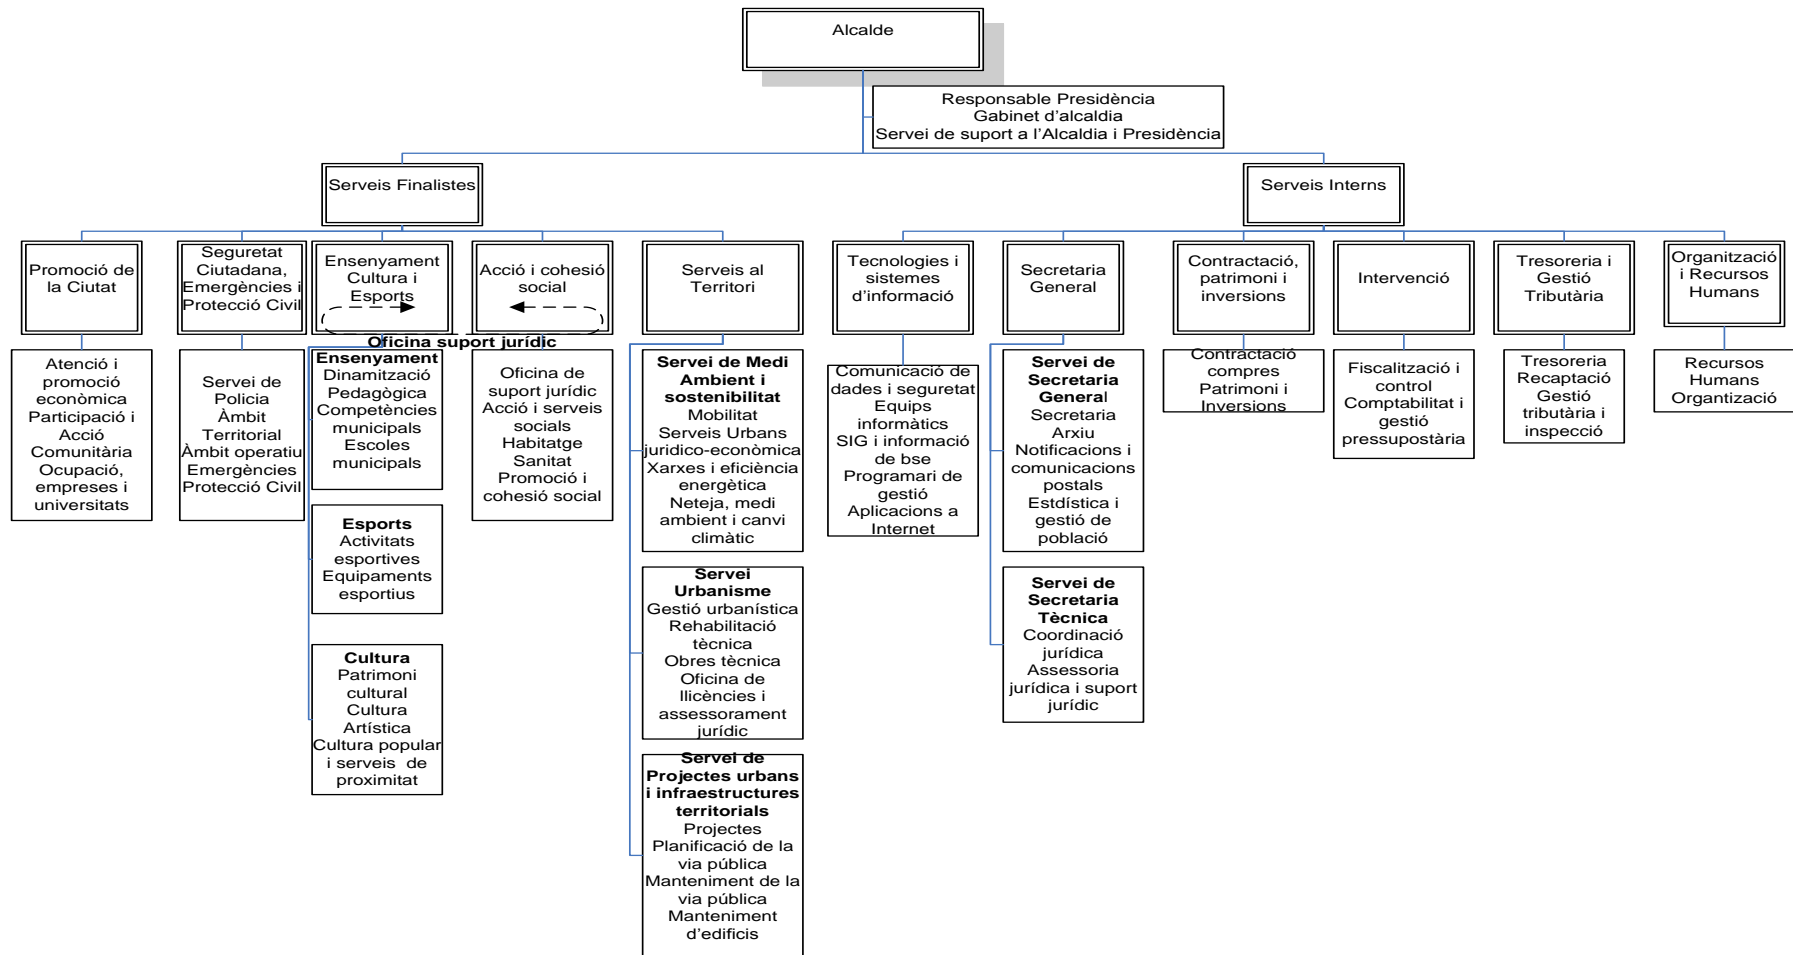 Alcalde
Responsable Presidència
Gabinet d’alcaldia
Servei de suport a l’Alcaldia i Presidència
Serveis Finalistes
Serveis Interns
Promoció de
la Ciutat
Seguretat
Ciutadana,
Emergències i
Protecció Civil
Ensenyament
Cultura i
Esports
Acció i cohesió
social
Serveis al
Territori
Tecnologies i
sistemes
d’informació
Secretaria
General
Contractació,
patrimoni i
inversions
Intervenció
Tresoreria i
Gestió
Tributària
Organització
i Recursos
Humans
Oficina suport jurídic
Atenció i
promoció
econòmica
Participació i
Acció
Comunitària
Ocupació,
empreses i
universitats
Servei de
Policia
Àmbit
Territorial
Àmbit operatiu
Emergències
Protecció Civil
Ensenyament
Dinamització
Pedagògica
Competències
municipals
Escoles
municipals
Esports
Activitats
esportives
Equipaments
esportius
Cultura
Patrimoni
cultural
Cultura
Artística
Cultura popular
i serveis  de
proximitat
Oficina de
suport jurídic
Acció i serveis
socials
Habitatge
Sanitat
Promoció i
cohesió social
Servei de Medi
Ambient i
sostenibilitat
Mobilitat
Serveis Urbans
juridico-econòmica
Xarxes i eficiència
energètica
Neteja, medi
ambient i canvi
climàtic
Servei
Urbanisme
Gestió urbanística
Rehabilitació
tècnica
Obres tècnica
Oficina de
llicències i
assessorament
jurídic
Servei de
Projectes urbans
i infraestructures
territorials
Projectes
Planificació de la
via pública
Manteniment de la
via pública
Manteniment
d’edificis
Comunicació de
dades i seguretat
Equips
informàtics
SIG i informació
de bse
Programari de
gestió
Aplicacions a
Internet
Servei de
Secretaria
General
Secretaria
Arxiu
Notificacions i
comunicacions
postals
Estdística i
gestió de
població
Servei de
Secretaria
Tècnica
Coordinació
jurídica
Assessoria
jurídica i suport
jurídic
Contractació
compres
Patrimoni i
Inversions
Fiscalització i
control
Comptabilitat i
gestió
pressupostària
Tresoreria
Recaptació
Gestió
tributària i
inspecció
Recursos
Humans
Organtizació